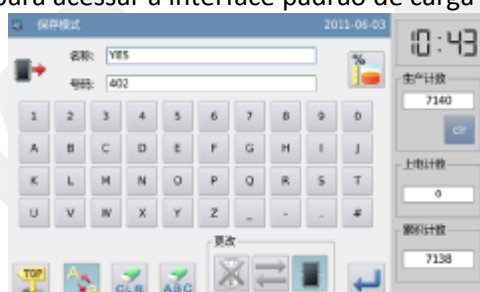 para acessar a interface padrão de carga
保存模式 2011-06-03
名称: YES
号码: 402
%
1 2 3 4 5 6 7 8 9 0
A B C D E F G H I J
K L M N O P Q R S T
U V W X Y Z _ - . #
更改
TOP A A CLR ABC
10:43
生产计数
7140
clr
上电计数
0
累积计数
7138